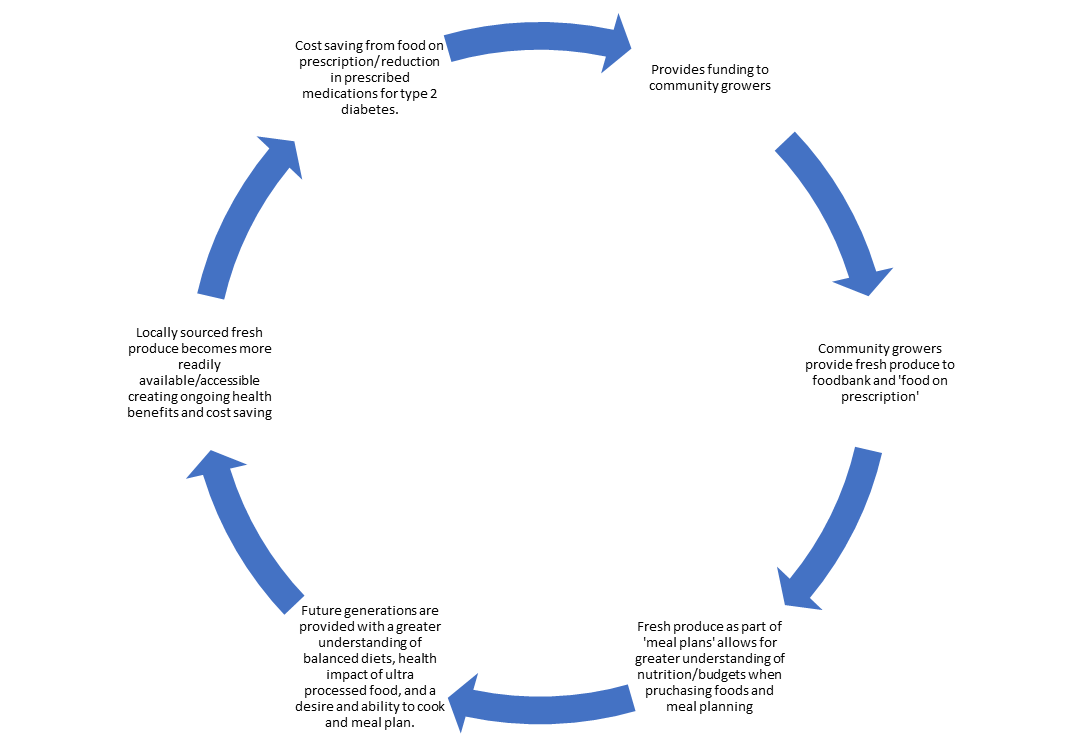 Cost saving from food on
prescription/reduction
in prescribed
medications for type 2
diabetes.
Provides funding to
community growers
Community growers
provide fresh produce to
foodbank and 'food on
prescription'
Fresh produce as part of
'meal plans' allows for
greater understanding of
nutrition/budgets when
pruchasing foods and
meal planning
Future generations are
provided with a greater
understanding of
balanced diets, health
impact of ultra
processed food, and a
desire and ability to cook
and meal plan.
Locally sourced fresh
produce becomes more
readily
available/accessible
creating ongoing health
benefits and cost saving